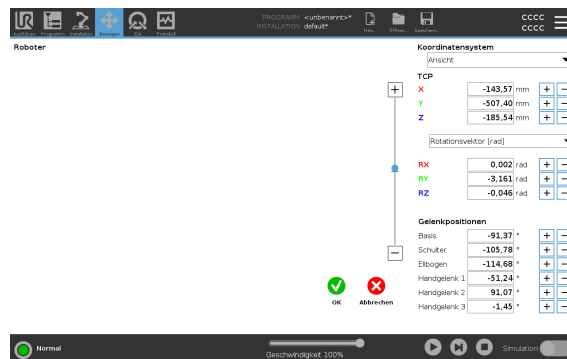 PROGRAMM <unbenannt>*
INSTALLATION default*
Ausführen Programm Installation Bewegen E/A Protokoll
Neu... Öffnen... Speichern...
CCCC
CCCC
Roboter
Koordinatensystem
Ansicht
TCP
X -143,57 mm + −
Y -507,40 mm + −
Z -185,54 mm + −
Rotationsvektor [rad]
RX 0,002 rad + −
RY -3,161 rad + −
RZ -0,046 rad + −
Gelenkpositionen
Basis -91,37 ° + −
Schulter -105,78 ° + −
Ellbogen -114,68 ° + −
Handgelenk 1 -51,24 ° + −
Handgelenk 2 91,07 ° + −
Handgelenk 3 -1,45 ° + −
+
−
OK Abbrechen
Normal
Geschwindigkeit 100%
Simulation